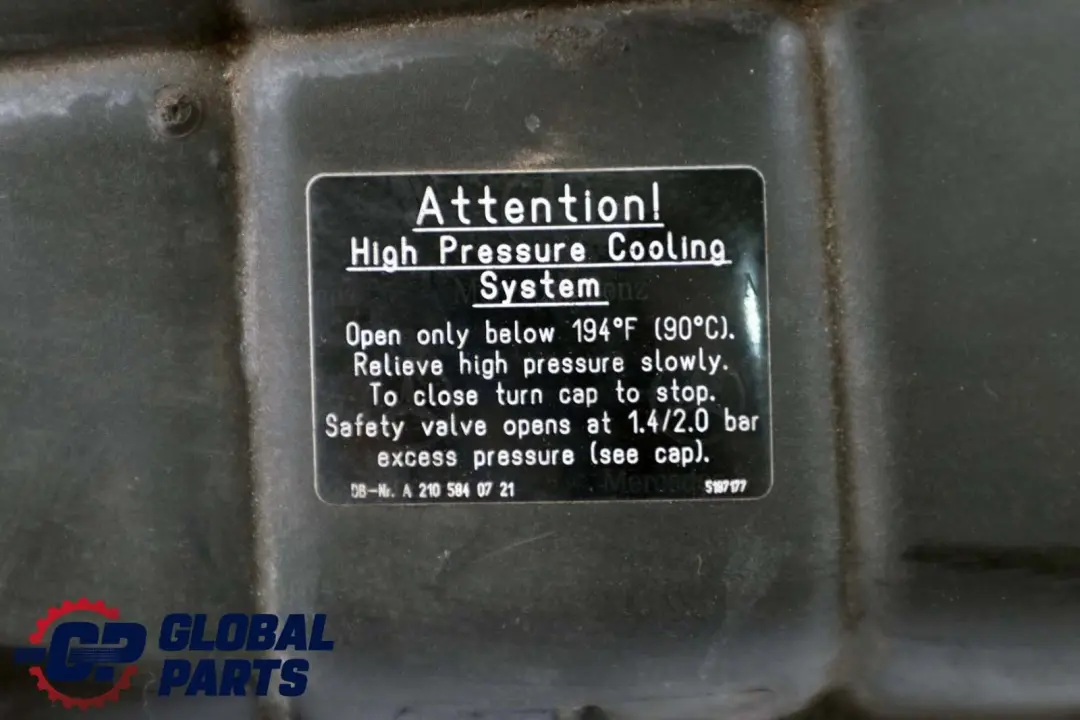 Attention!
High Pressure Cooling
System
Open only below 194°F (90°C).
Relieve high pressure slowly.
To close turn cap to stop.
Safety valve opens at 1.4/2.0 bar
excess pressure (see cap).
DB-Nr. A 210 584 07 21 S187177
GP GLOBAL
PARTS